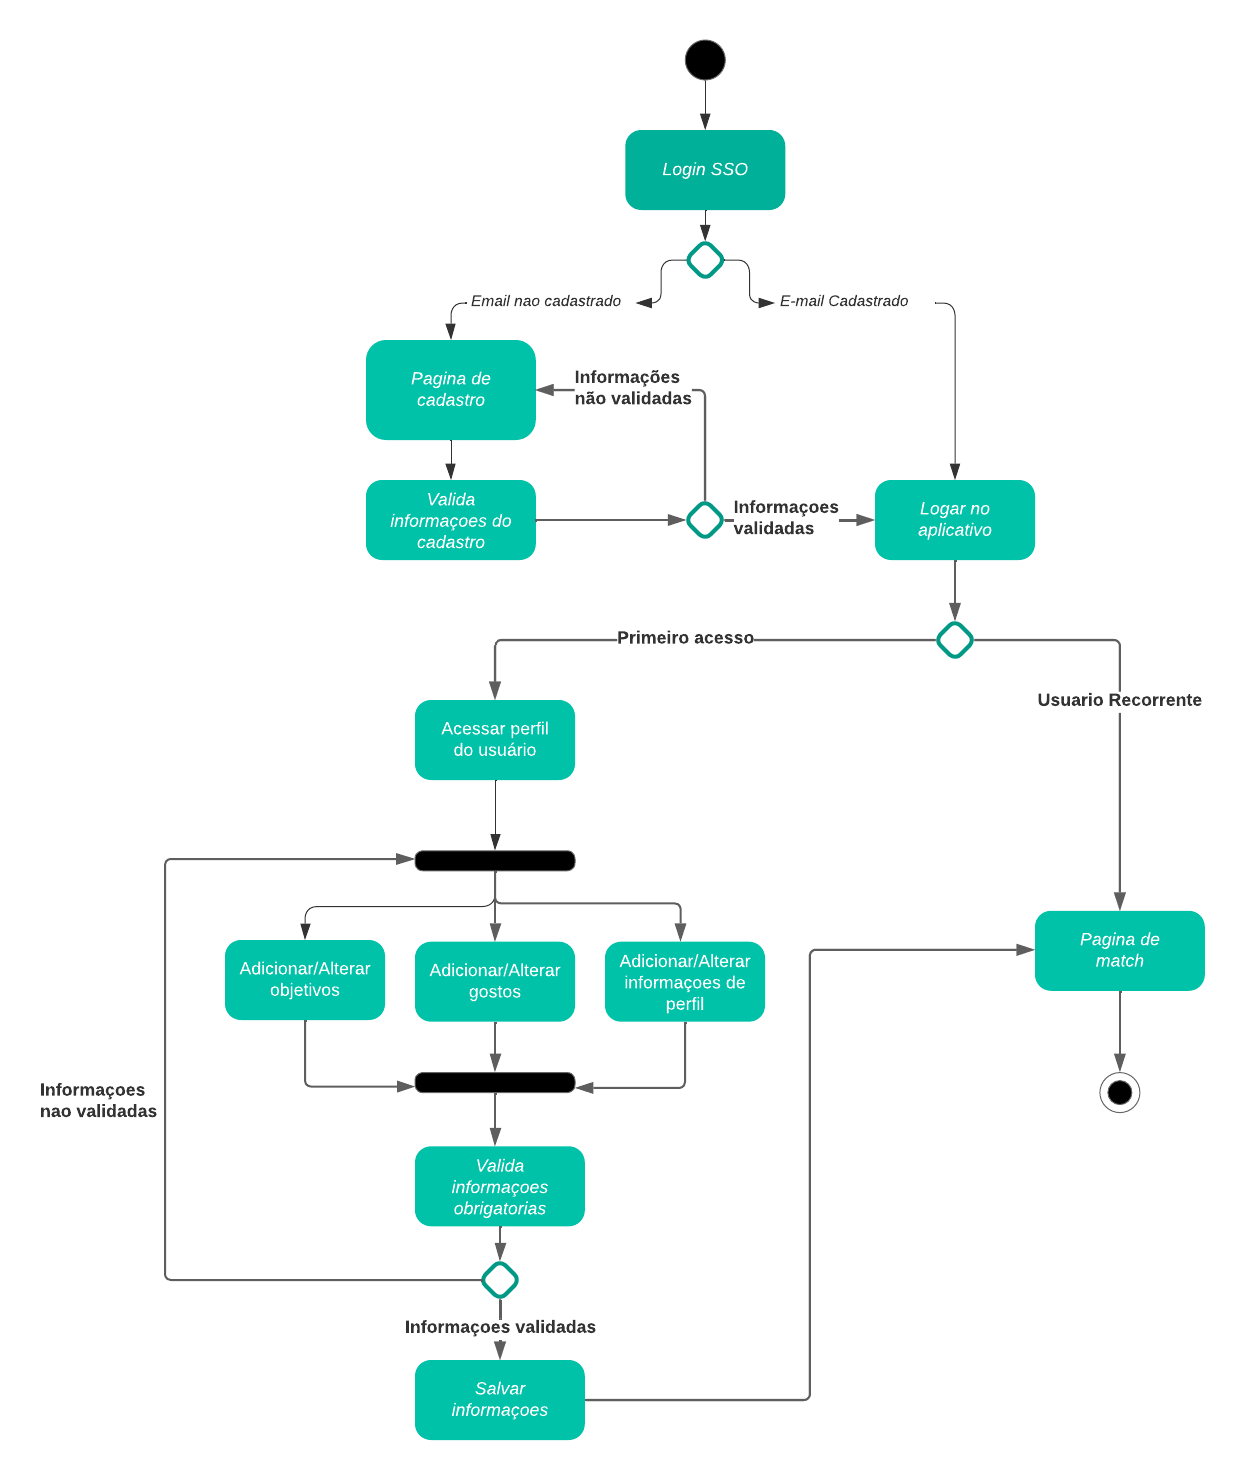 Login SSO
Email nao cadastrado
E-mail Cadastrado
Pagina de
cadastro
Informações
não validadas
Valida
informaçoes do
cadastro
Informaçoes
validadas
Logar no
aplicativo
Primeiro acesso
Usuario Recorrente
Acessar perfil
do usuário
Adicionar/Alterar
objetivos
Adicionar/Alterar
gostos
Adicionar/Alterar
informaçoes de
perfil
Pagina de
match
Informaçoes
nao validadas
Valida
informaçoes
obrigatorias
Informaçoes validadas
Salvar
informaçoes